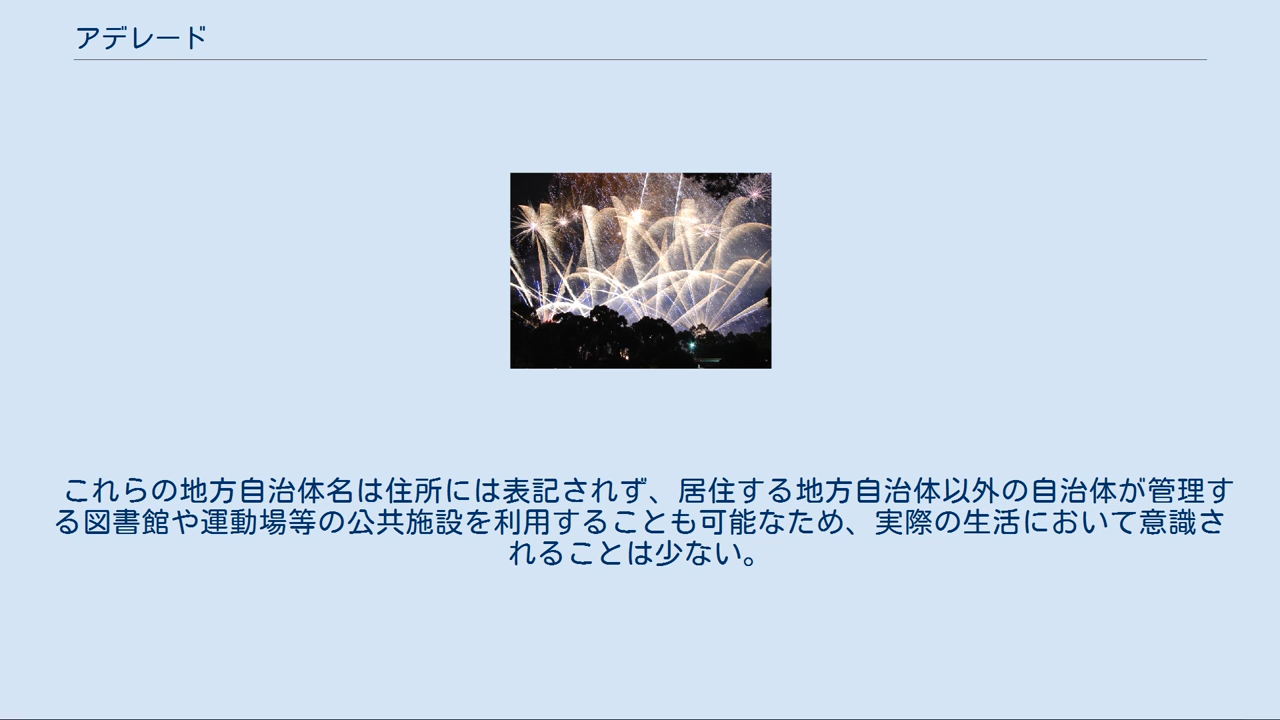 アデレード
これらの地方自治体名は住所には表記されず、居住する地方自治体以外の自治体が管理す
る図書館や運動場等の公共施設を利用することも可能なため、実際の生活において意識さ
れることは少ない。